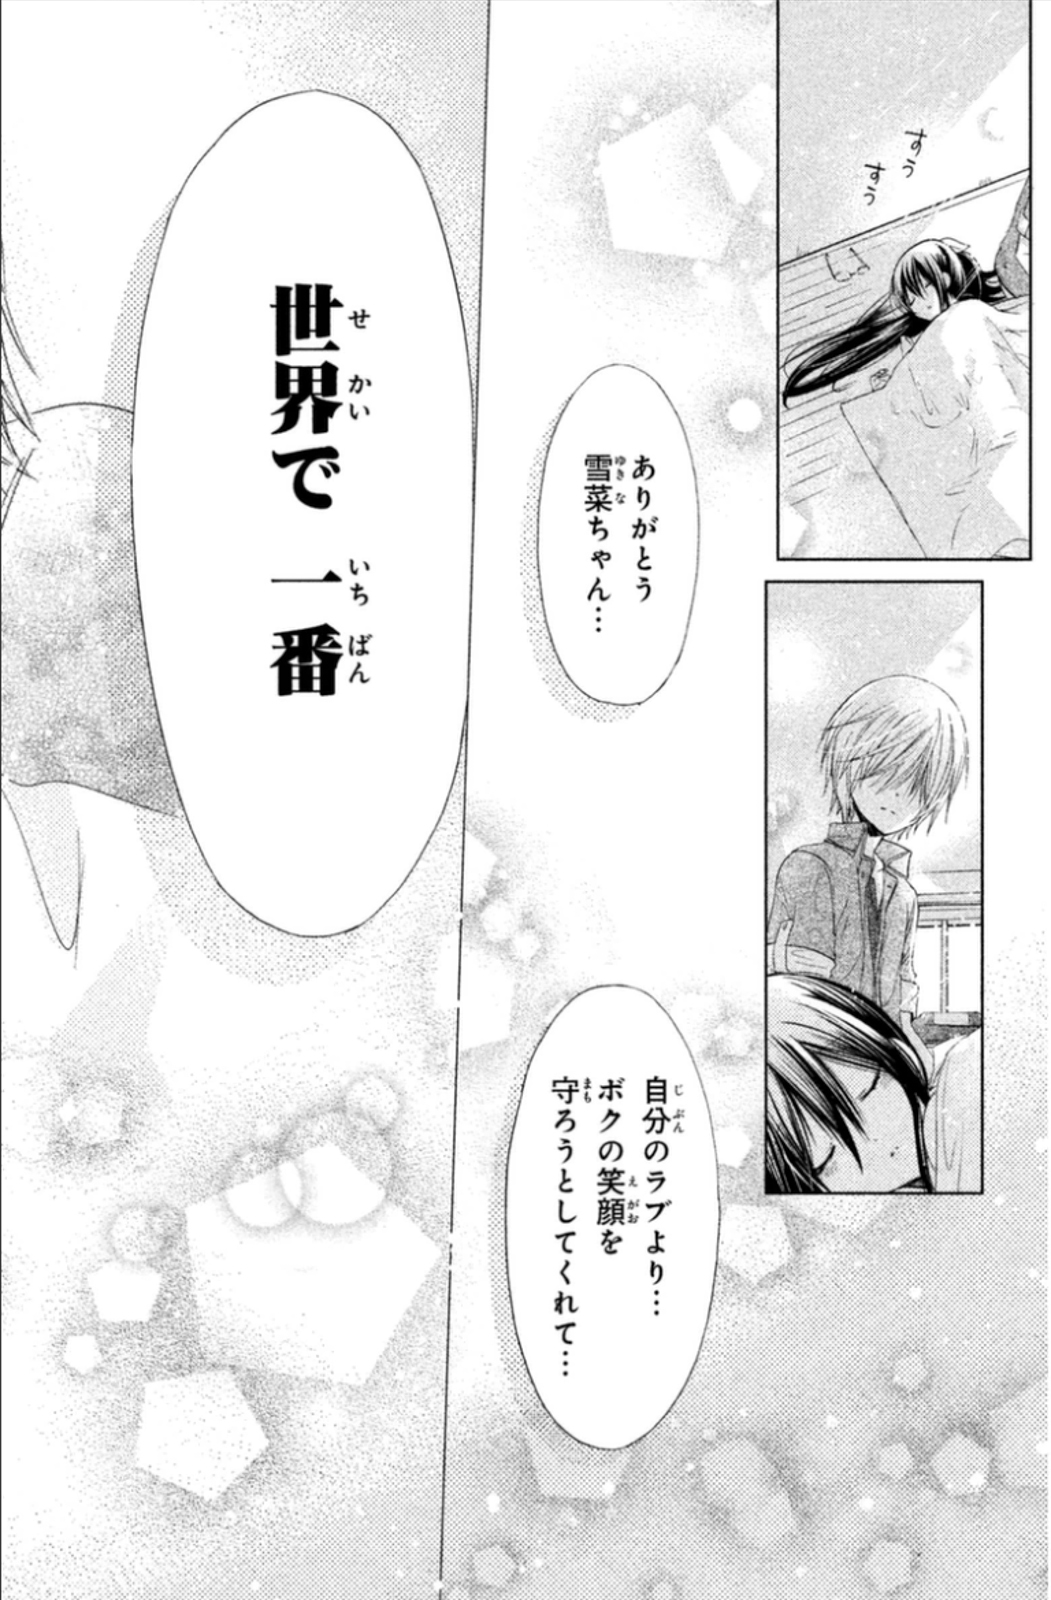 すぅ
すぅ
ありがとう
雪菜ちゃん…
自分のラブより…
ボクの笑顔を
守ろうとしてくれて…
世界で一番